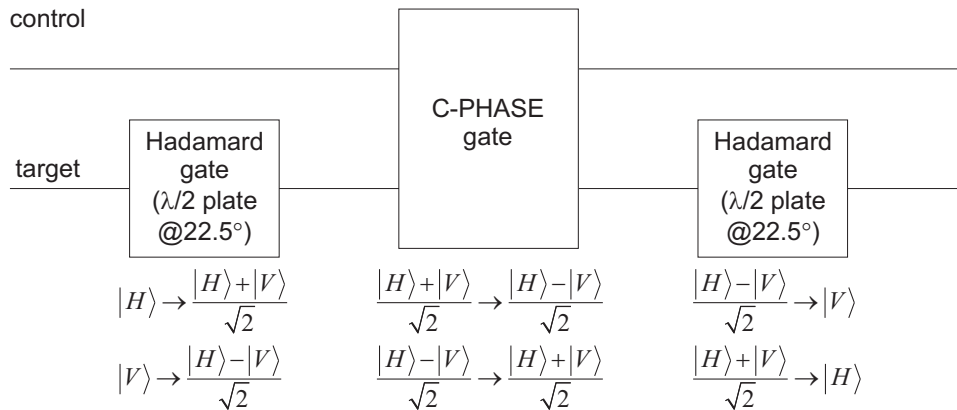 control
C-PHASE
gate
Hadamard
gate
(λ/2 plate
@22.5°)
target
Hadamard
gate
(λ/2 plate
@22.5°)
|H⟩ → (|H⟩+|V⟩)/√2
(|H⟩+|V⟩)/√2 → (|H⟩−|V⟩)/√2
(|H⟩−|V⟩)/√2 → |V⟩
|V⟩ → (|H⟩−|V⟩)/√2
(|H⟩−|V⟩)/√2 → (|H⟩+|V⟩)/√2
(|H⟩+|V⟩)/√2 → |H⟩